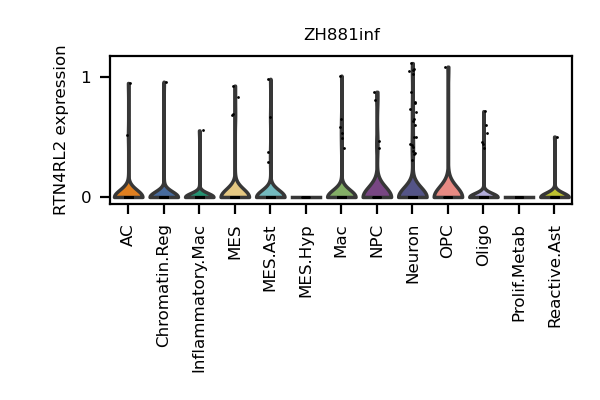 ZH881inf
RTN4RL2 expression
1
0
AC
Chromatin.Reg
Inflammatory.Mac
MES
MES.Ast
MES.Hyp
Mac
NPC
Neuron
OPC
Oligo
Prolif.Metab
Reactive.Ast